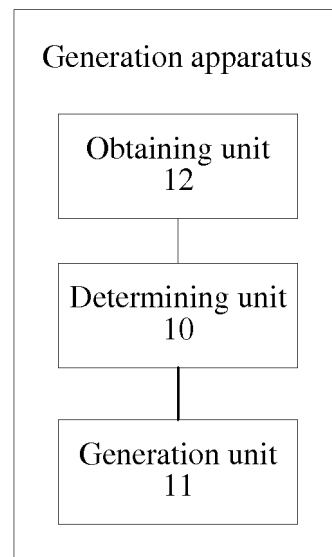 Generation apparatus
Obtaining unit
12
Determining unit
10
Generation unit
11